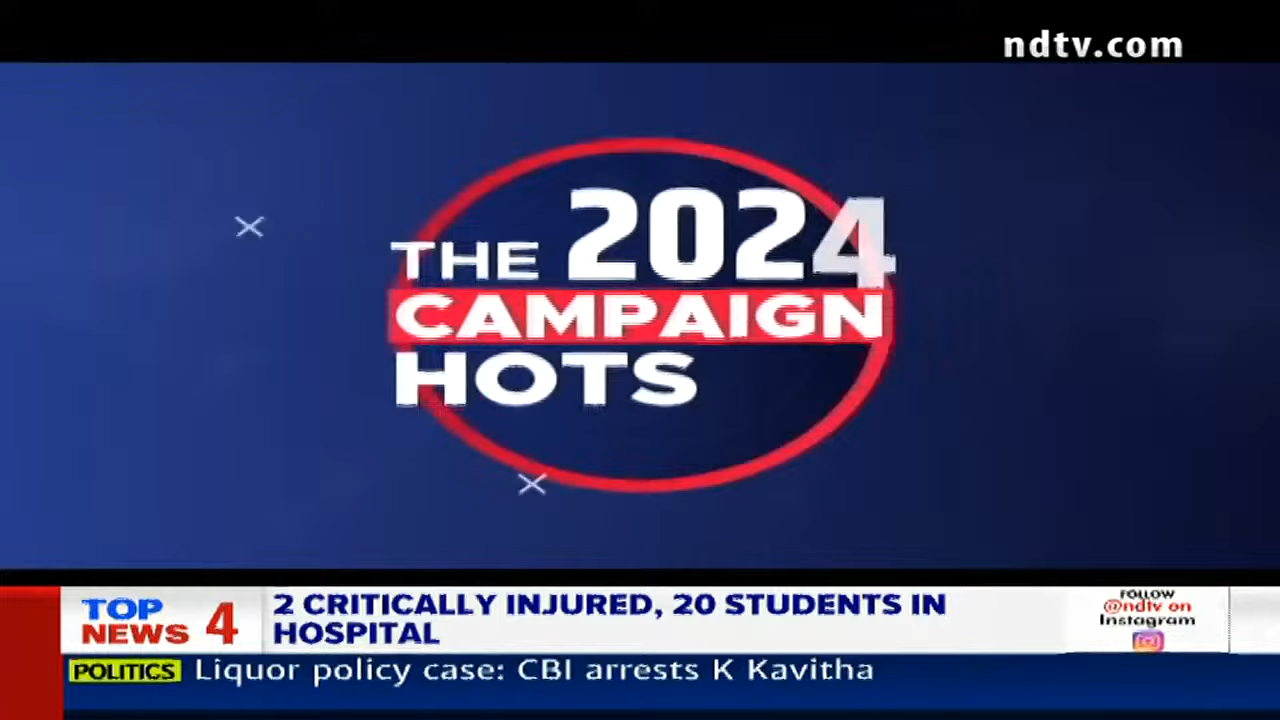 ndtv.com
THE 2024
CAMPAIGN
HOTS
TOP
NEWS 4
2 CRITICALLY INJURED, 20 STUDENTS IN
HOSPITAL
FOLLOW
@ndtv on
Instagram
POLITICS Liquor policy case: CBI arrests K Kavitha